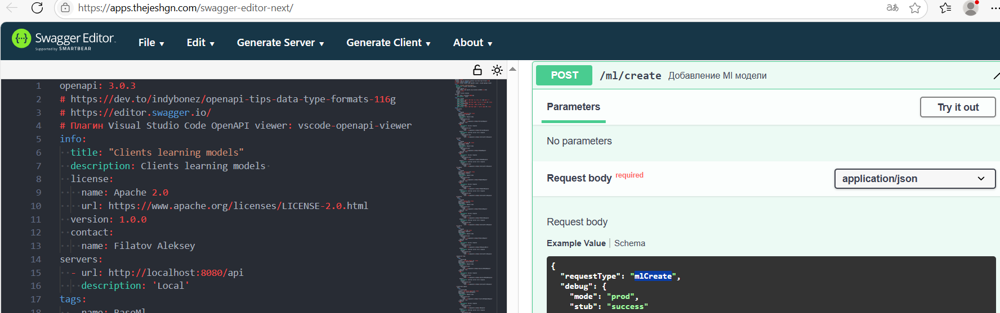 https://apps.thejeshgn.com/swagger-editor-next/
aあ
Swagger Editor
Supported by SMARTBEAR
File Edit Generate Server Generate Client About
1 openapi: 3.0.3
2 # https://dev.to/indybonez/openapi-tips-data-type-formats-116g
3 # https://editor.swagger.io/
4 # Плагин Visual Studio Code OpenAPI viewer: vscode-openapi-viewer
5 info:
6 title: "Clients learning models"
7 description: Clients learning models
8 license:
9 name: Apache 2.0
10 url: https://www.apache.org/licenses/LICENSE-2.0.html
11 version: 1.0.0
12 contact:
13 name: Filatov Aleksey
14 servers:
15 - url: http://localhost:8080/api
16 description: 'Local'
17 tags:
18 - name: BaseMl
POST /ml/create Добавление Ml модели
Parameters
Try it out
No parameters
Request body required
application/json
Request body
Example Value | Schema
{
"requestType": "mlCreate",
"debug": {
"mode": "prod",
"stub": "success"